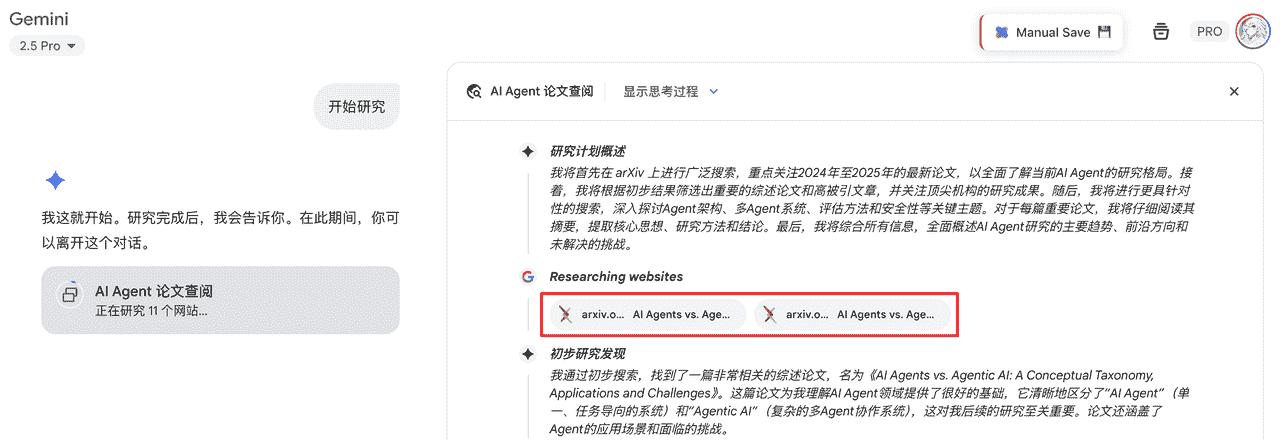 Gemini
2.5 Pro
Manual Save
PRO
开始研究
我这就开始。研究完成后，我会告诉你。在此期间，你可
以离开这个对话。
AI Agent 论文查阅
正在研究 11 个网站...
AI Agent 论文查阅
显示思考过程
研究计划概述
我将首先在 arXiv 上进行广泛搜索，重点关注2024年至2025年的最新论文，以全面了解当前AI Agent的研究格局。接
着，我将根据初步结果筛选出重要的综述论文和高被引文章，并关注顶尖机构的研究成果。随后，我将进行更具针对
性的搜索，深入探讨Agent架构、多Agent系统、评估方法和安全性等关键主题。对于每篇重要论文，我将仔细阅读其
摘要，提取核心思想、研究方法和结论。最后，我将综合所有信息，全面概述AI Agent研究的主要趋势、前沿方向和
未解决的挑战。
Researching websites
arxiv.o... AI Agents vs. Age...
arxiv.o... AI Agents vs. Age...
初步研究发现
我通过初步搜索，找到了一篇非常相关的综述论文，名为《AI Agents vs. Agentic AI: A Conceptual Taxonomy,
Applications and Challenges》。这篇论文为我理解AI Agent领域提供了很好的基础，它清晰地区分了“AI Agent”（单
一、任务导向的系统）和“Agentic AI”（复杂的多Agent协作系统），这对我后续的研究至关重要。论文还涵盖了
Agent的应用场景和面临的挑战。